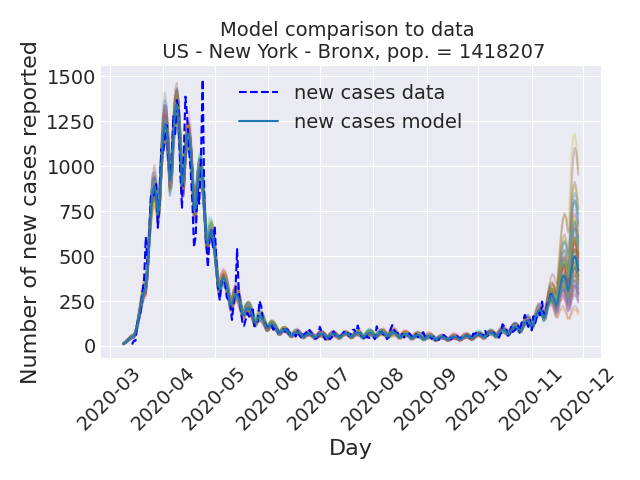 Model comparison to data
US - New York - Bronx, pop. = 1418207
new cases data
new cases model
Number of new cases reported
1500
1250
1000
750
500
250
0
2020-03
2020-04
2020-05
2020-06
2020-07
2020-08
2020-09
2020-10
2020-11
2020-12
Day